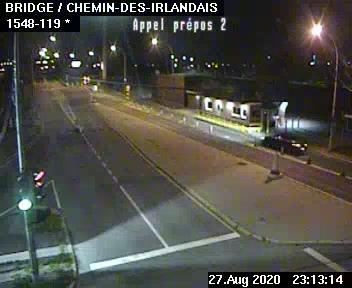 BRIDGE / CHEMIN-DES-IRLANDAIS
1548-119 *
Appel prépos 2
27.Aug 2020 23:13:14